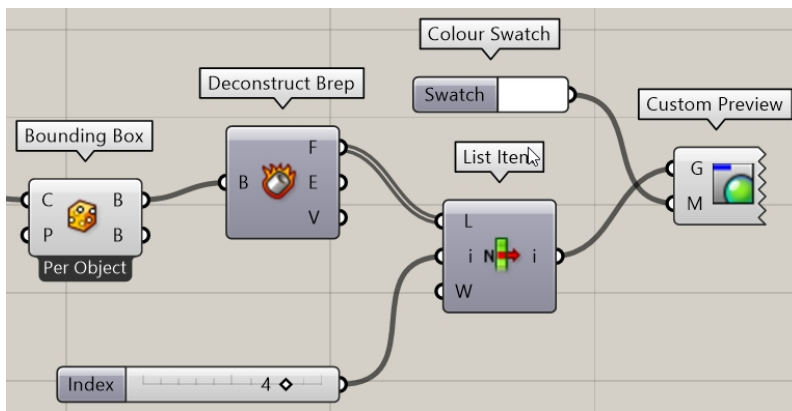 Colour Swatch
Deconstruct Brep
Swatch
Custom Preview
Bounding Box
List Item
F
B
E
V
C B
P B
Per Object
G
M
L
i N i
W
Index 4